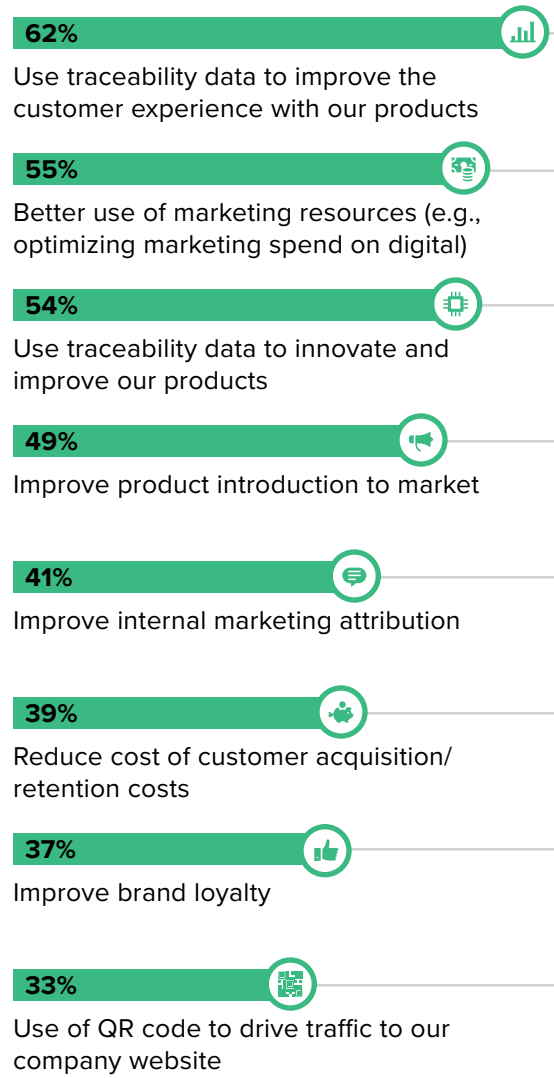 62%
Use traceability data to improve the
customer experience with our products
55%
Better use of marketing resources (e.g.,
optimizing marketing spend on digital)
54%
Use traceability data to innovate and
improve our products
49%
Improve product introduction to market
41%
Improve internal marketing attribution
39%
Reduce cost of customer acquisition/
retention costs
37%
Improve brand loyalty
33%
Use of QR code to drive traffic to our
company website